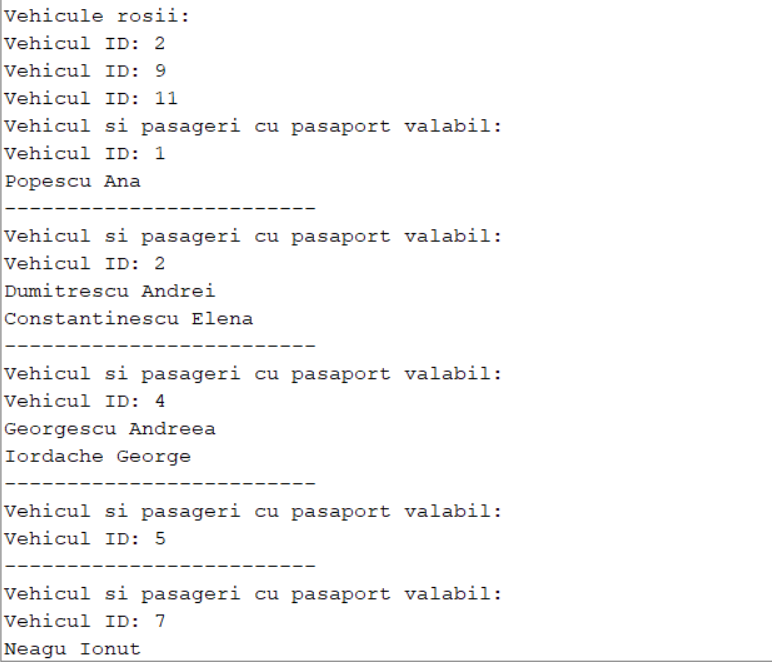 Vehicule rosii:
Vehicul ID: 2
Vehicul ID: 9
Vehicul ID: 11
Vehicul si pasageri cu pasaport valabil:
Vehicul ID: 1
Popescu Ana
-------------------------
Vehicul si pasageri cu pasaport valabil:
Vehicul ID: 2
Dumitrescu Andrei
Constantinescu Elena
-------------------------
Vehicul si pasageri cu pasaport valabil:
Vehicul ID: 4
Georgescu Andreea
Iordache George
-------------------------
Vehicul si pasageri cu pasaport valabil:
Vehicul ID: 5
-------------------------
Vehicul si pasageri cu pasaport valabil:
Vehicul ID: 7
Neagu Ionut